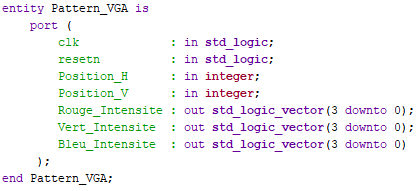 entity Pattern_VGA is
port (
clk : in std_logic;
resetn : in std_logic;
Position_H : in integer;
Position_V : in integer;
Rouge_Intensite : out std_logic_vector(3 downto 0);
Vert_Intensite : out std_logic_vector(3 downto 0);
Bleu_Intensite : out std_logic_vector(3 downto 0)
);
end Pattern_VGA;